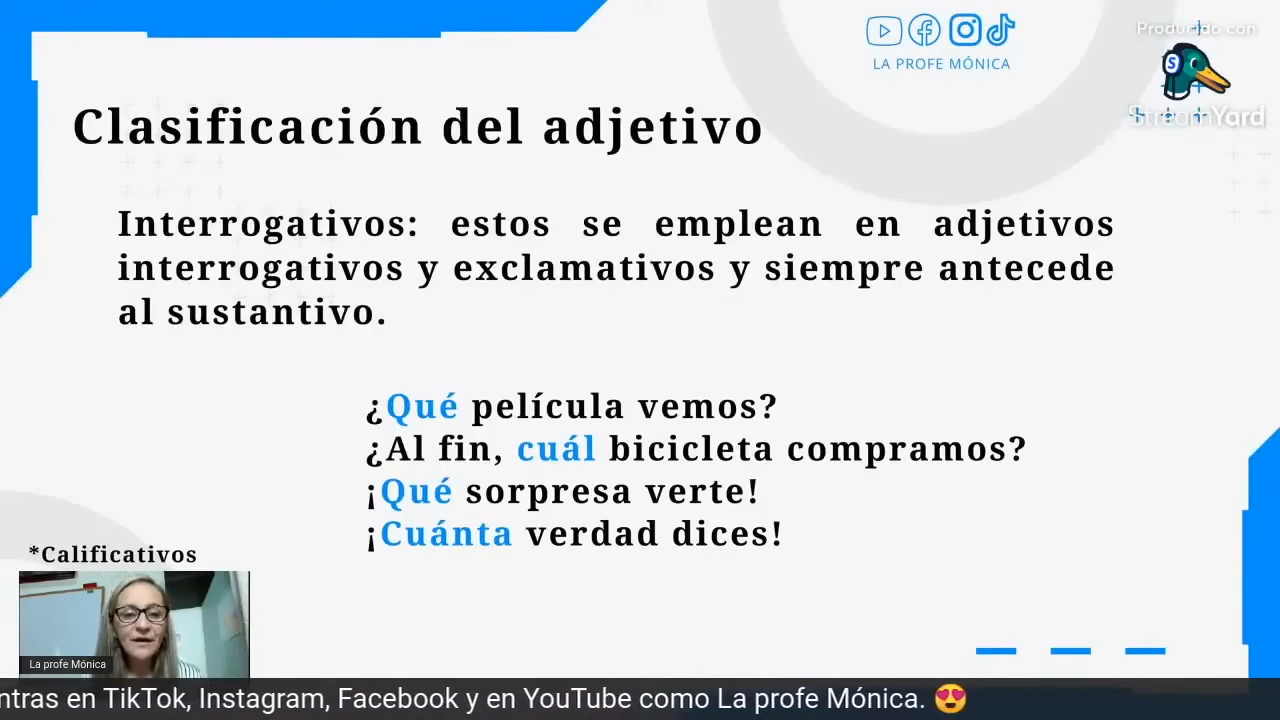 LA PROFE MÓNICA
Producido con
StreamYard
Clasificación del adjetivo
Interrogativos: estos se emplean en adjetivos
interrogativos y exclamativos y siempre antecede
al sustantivo.
¿Qué película vemos?
¿Al fin, cuál bicicleta compramos?
¡Qué sorpresa verte!
¡Cuánta verdad dices!
*Calificativos
La profe Mónica
ntras en TikTok, Instagram, Facebook y en YouTube como La profe Mónica. 😍